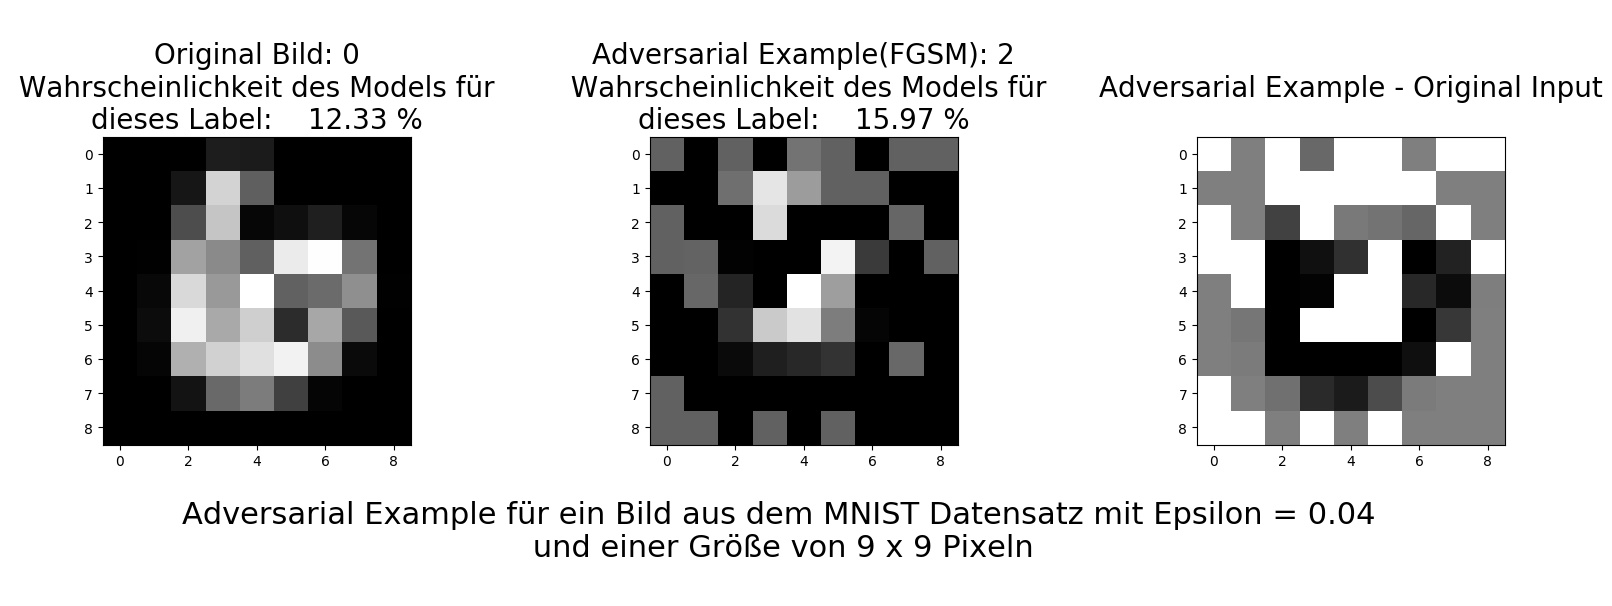 Original Bild: 0
Wahrscheinlichkeit des Models für
dieses Label: 12.33 %
0
1
2
3
4
5
6
7
8
0 2 4 6 8
Adversarial Example(FGSM): 2
Wahrscheinlichkeit des Models für
dieses Label: 15.97 %
0
1
2
3
4
5
6
7
8
0 2 4 6 8
Adversarial Example - Original Input
0
1
2
3
4
5
6
7
8
0 2 4 6 8
Adversarial Example für ein Bild aus dem MNIST Datensatz mit Epsilon = 0.04
und einer Größe von 9 x 9 Pixeln